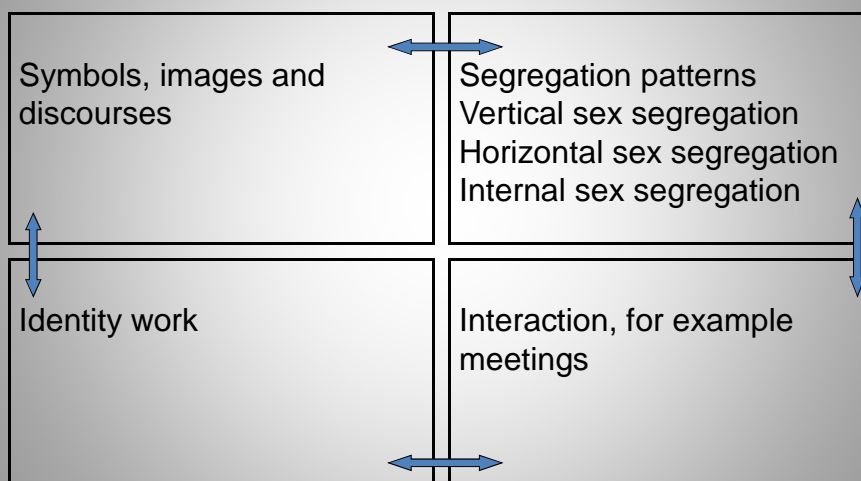 Symbols, images and
discourses
Segregation patterns
Vertical sex segregation
Horizontal sex segregation
Internal sex segregation
Identity work
Interaction, for example
meetings